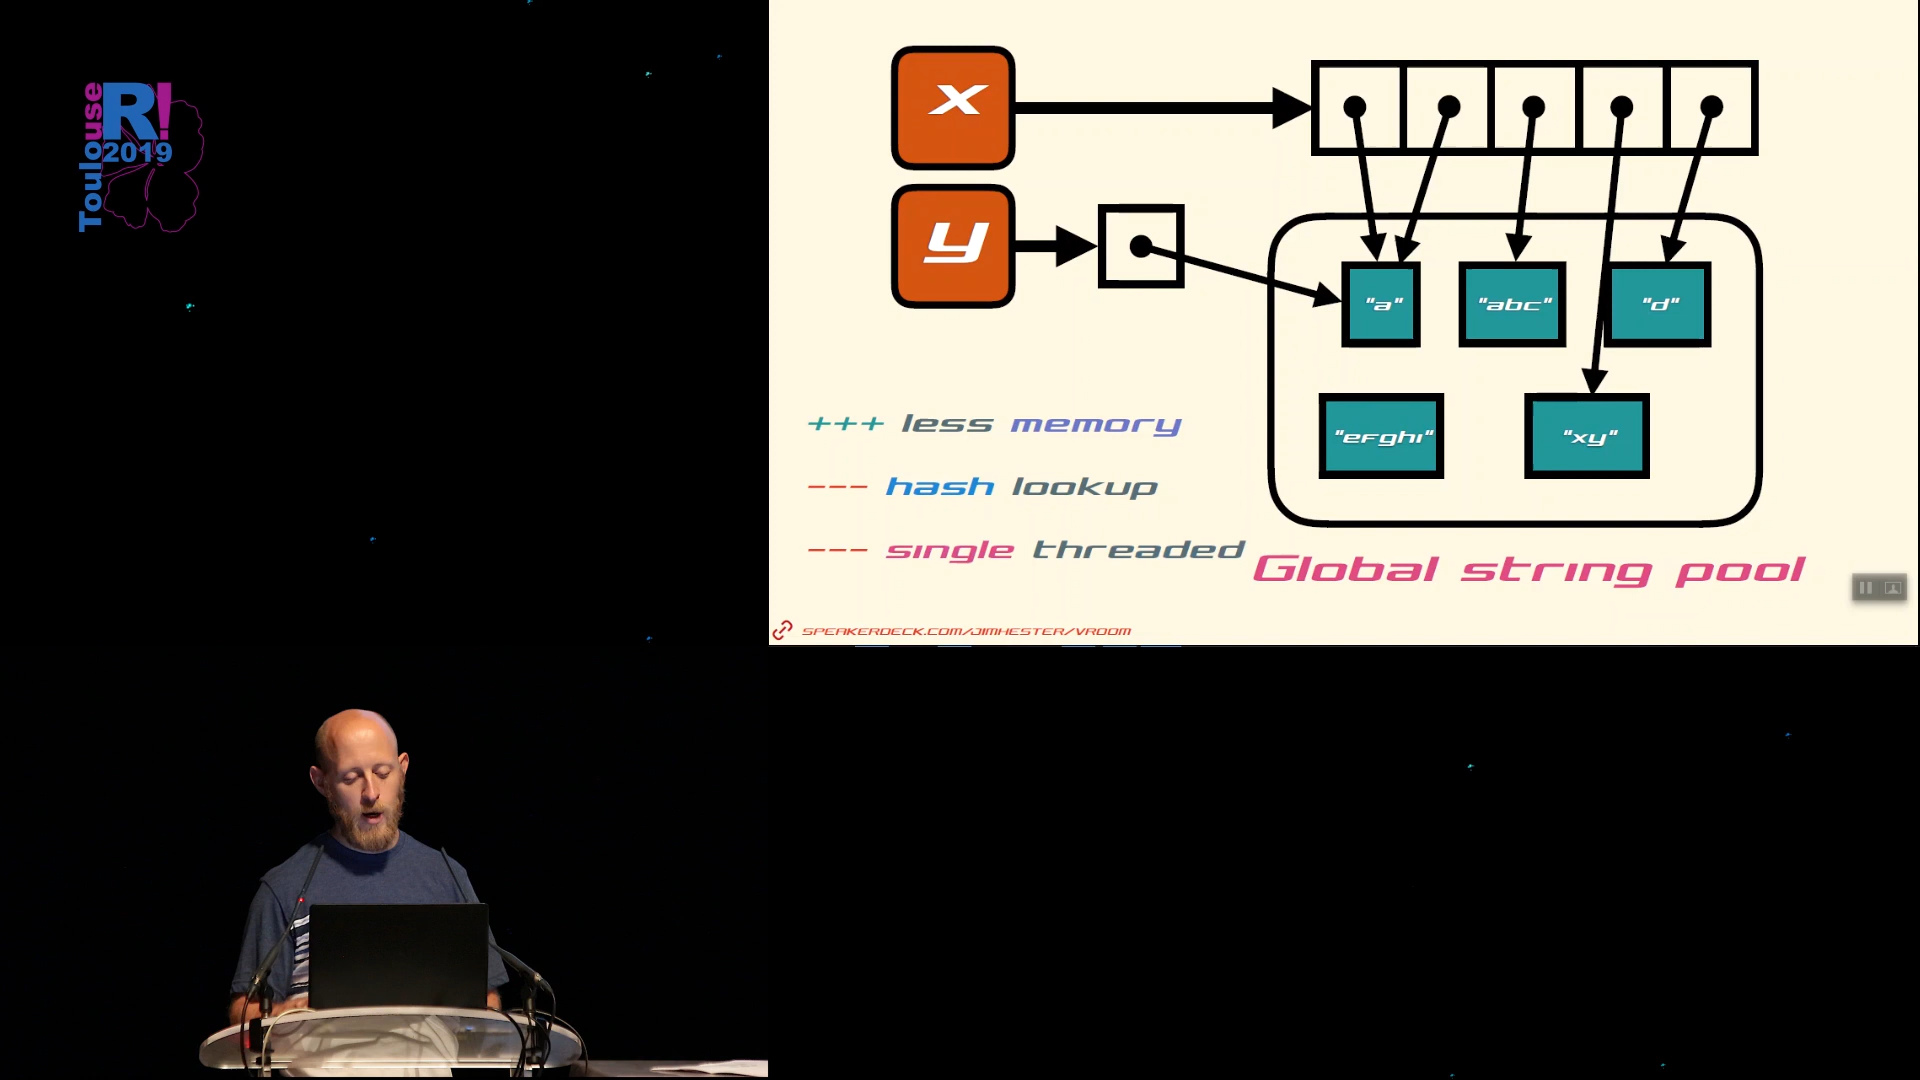 Toulouse
R!
2019
x
y
"a"
"abc"
"d"
"efghi"
"xy"
+++ less memory
--- hash lookup
--- single threaded
Global string pool
SPEAKERDECK.COM/JIMHESTER/VROOM